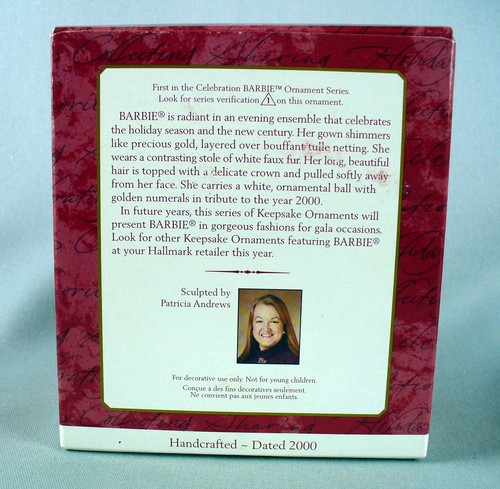 Collecting Sharing Holiday
First in the Celebration BARBIE™ Ornament Series.
Look for series verification △ on this ornament.
BARBIE® is radiant in an evening ensemble that celebrates
the holiday season and the new century. Her gown shimmers
like precious gold, layered over bouffant tulle netting. She
wears a contrasting stole of white faux fur. Her long, beautiful
hair is topped with a delicate crown and pulled softly away
from her face. She carries a white, ornamental ball with
golden numerals in tribute to the year 2000.
In future years, this series of Keepsake Ornaments will
present BARBIE® in gorgeous fashions for gala occasions.
Look for other Keepsake Ornaments featuring BARBIE®
at your Hallmark retailer this year.
Sculpted by
Patricia Andrews
For decorative use only. Not for young children.
Conçue à des fins décoratives seulement.
Ne convient pas aux jeunes enfants.
Handcrafted ~ Dated 2000